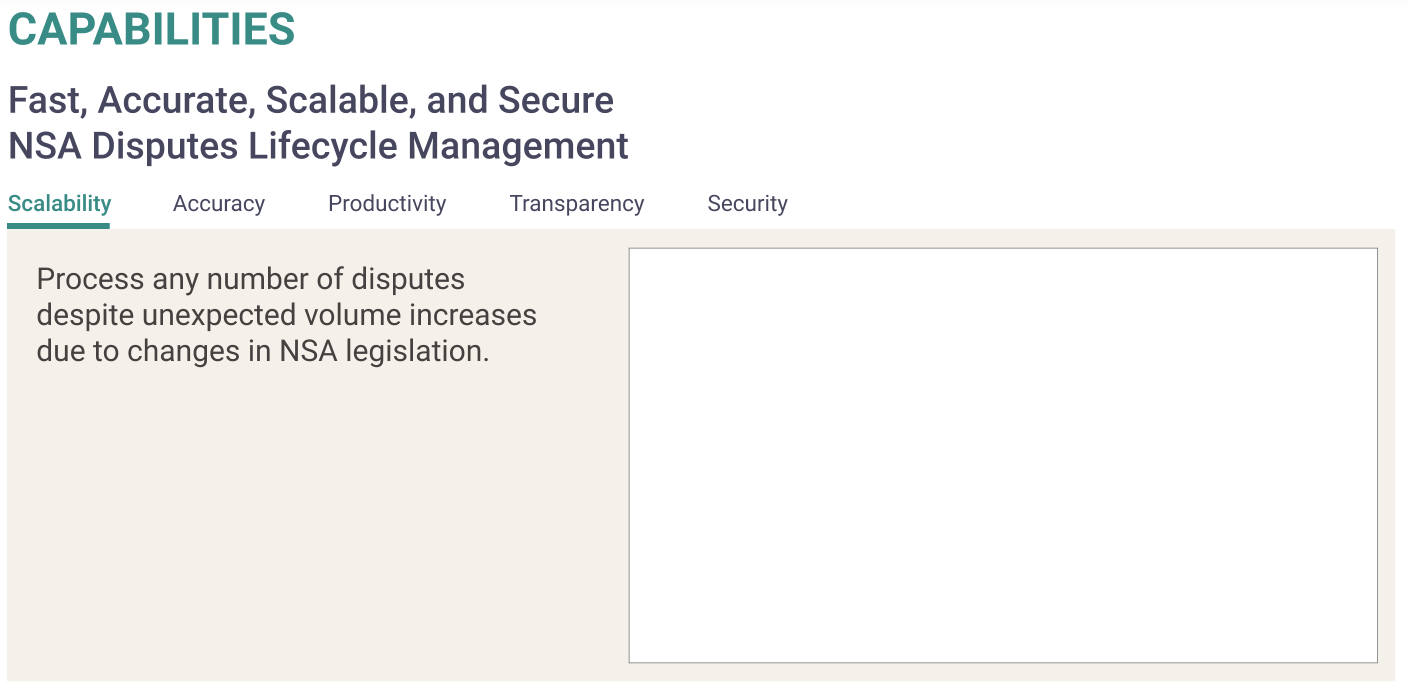 CAPABILITIES
Fast, Accurate, Scalable, and Secure
NSA Disputes Lifecycle Management
Scalability Accuracy Productivity Transparency Security
Process any number of disputes
despite unexpected volume increases
due to changes in NSA legislation.